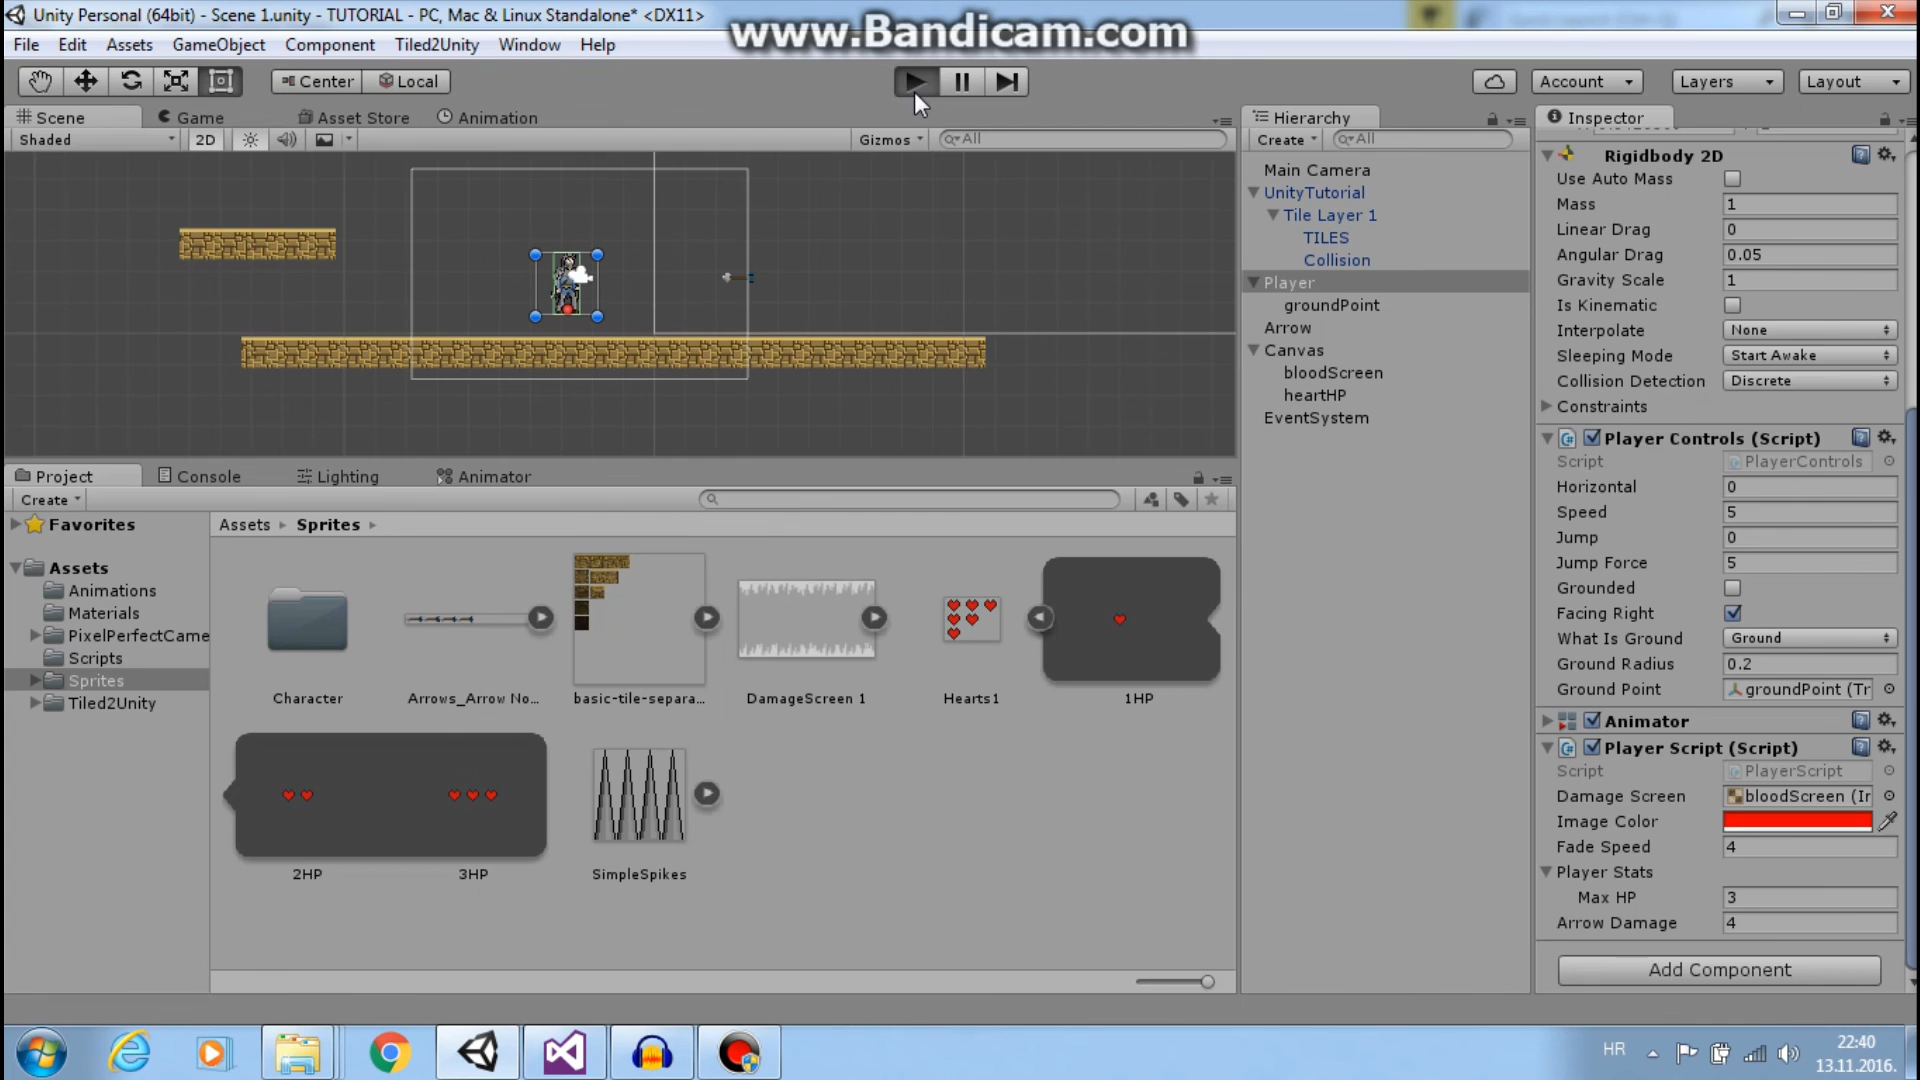 Unity Personal (64bit) - Scene 1.unity - TUTORIAL - PC, Mac & Linux Standalone* <DX11>
www.Bandicam.com
File Edit Assets GameObject Component Tiled2Unity Window Help
Center Local Account Layers Layout
Scene Game Asset Store Animation Hierarchy Inspector
Shaded 2D Gizmos All Create All
Main Camera
UnityTutorial
Tile Layer 1
TILES
Collision
Player
groundPoint
Arrow
Canvas
bloodScreen
heartHP
EventSystem
Rigidbody 2D
Use Auto Mass
Mass 1
Linear Drag 0
Angular Drag 0.05
Gravity Scale 1
Is Kinematic
Interpolate None
Sleeping Mode Start Awake
Collision Detection Discrete
Constraints
Player Controls (Script)
Script PlayerControls
Horizontal 0
Speed 5
Jump 0
Jump Force 5
Grounded
Facing Right
What Is Ground Ground
Ground Radius 0.2
Ground Point groundPoint (Tr
Animator
Player Script (Script)
Script PlayerScript
Damage Screen bloodScreen (Ir
Image Color
Fade Speed 4
Player Stats
Max HP 3
Arrow Damage 4
Add Component
Project Console Lighting Animator
Create
Favorites
Assets
Animations
Materials
PixelPerfectCame
Scripts
Sprites
Tiled2Unity
Assets Sprites
Character Arrows_Arrow No... basic-tile-separa... DamageScreen 1 Hearts1 1HP
2HP 3HP SimpleSpikes
HR
22:40
13.11.2016.